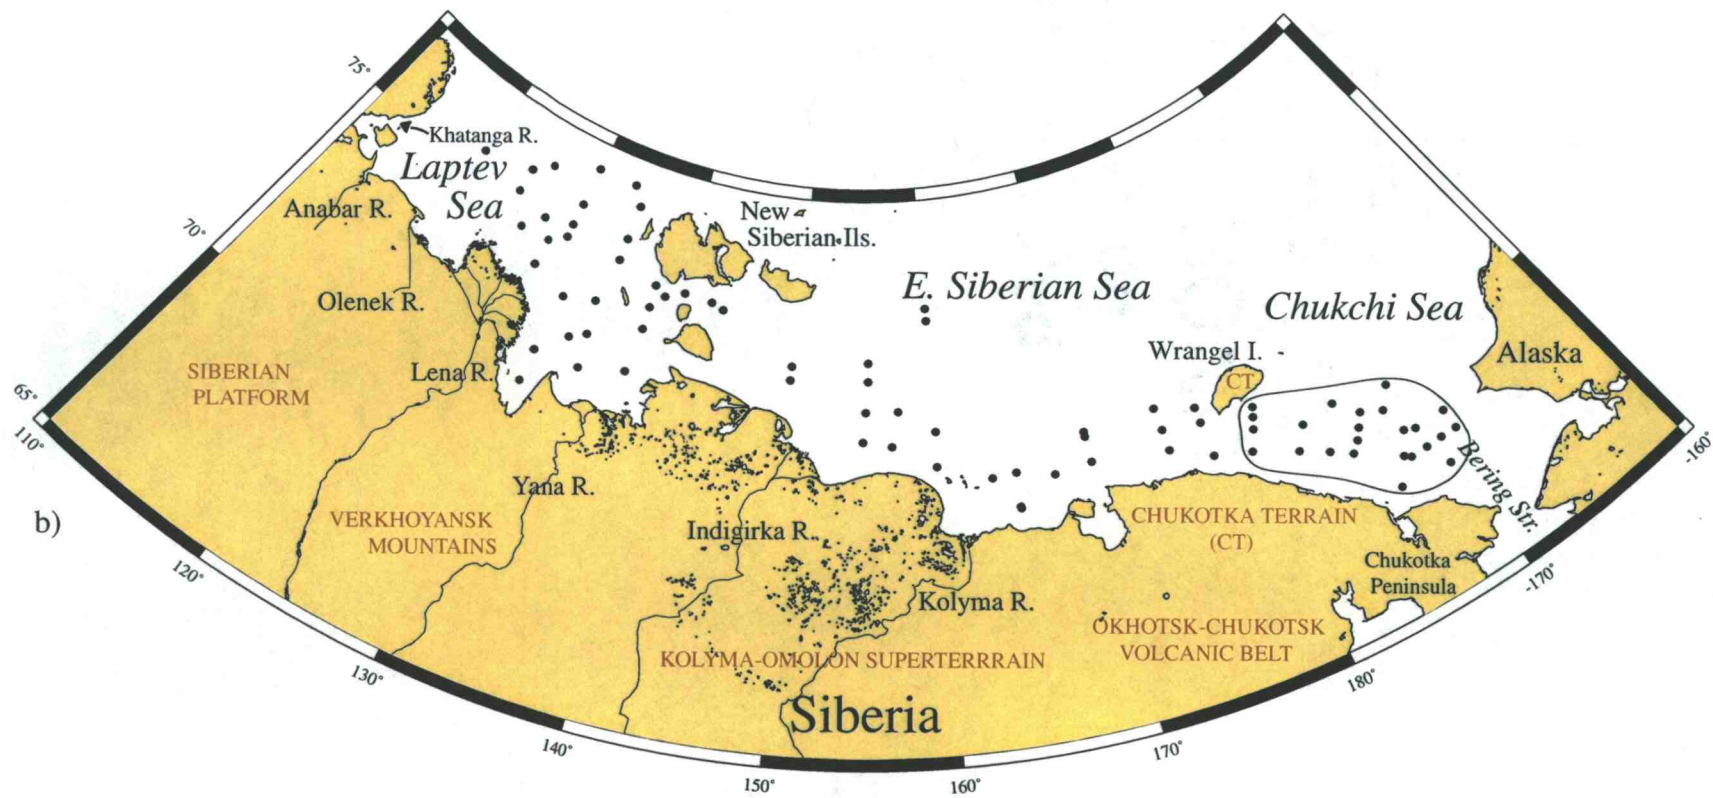 75°
Khatanga R.
Laptev
Sea
Anabar R.
New
Siberian Ils.
70°
E. Siberian Sea
Chukchi Sea
Olenek R.
Wrangel I.
Alaska
SIBERIAN
PLATFORM
Lena R.
CT
65°
110°
-160°
Bering Str.
Yana R.
b)
VERKHOYANSK
MOUNTAINS
Indigirka R.
CHUKOTKA TERRAIN
(CT)
Chukotka
Peninsula
120°
-170°
Kolyma R.
OKHOTSK-CHUKOTSK
VOLCANIC BELT
KOLYMA-OMOLON SUPERTERRRAIN
130°
180°
Siberia
140°
170°
150°
160°